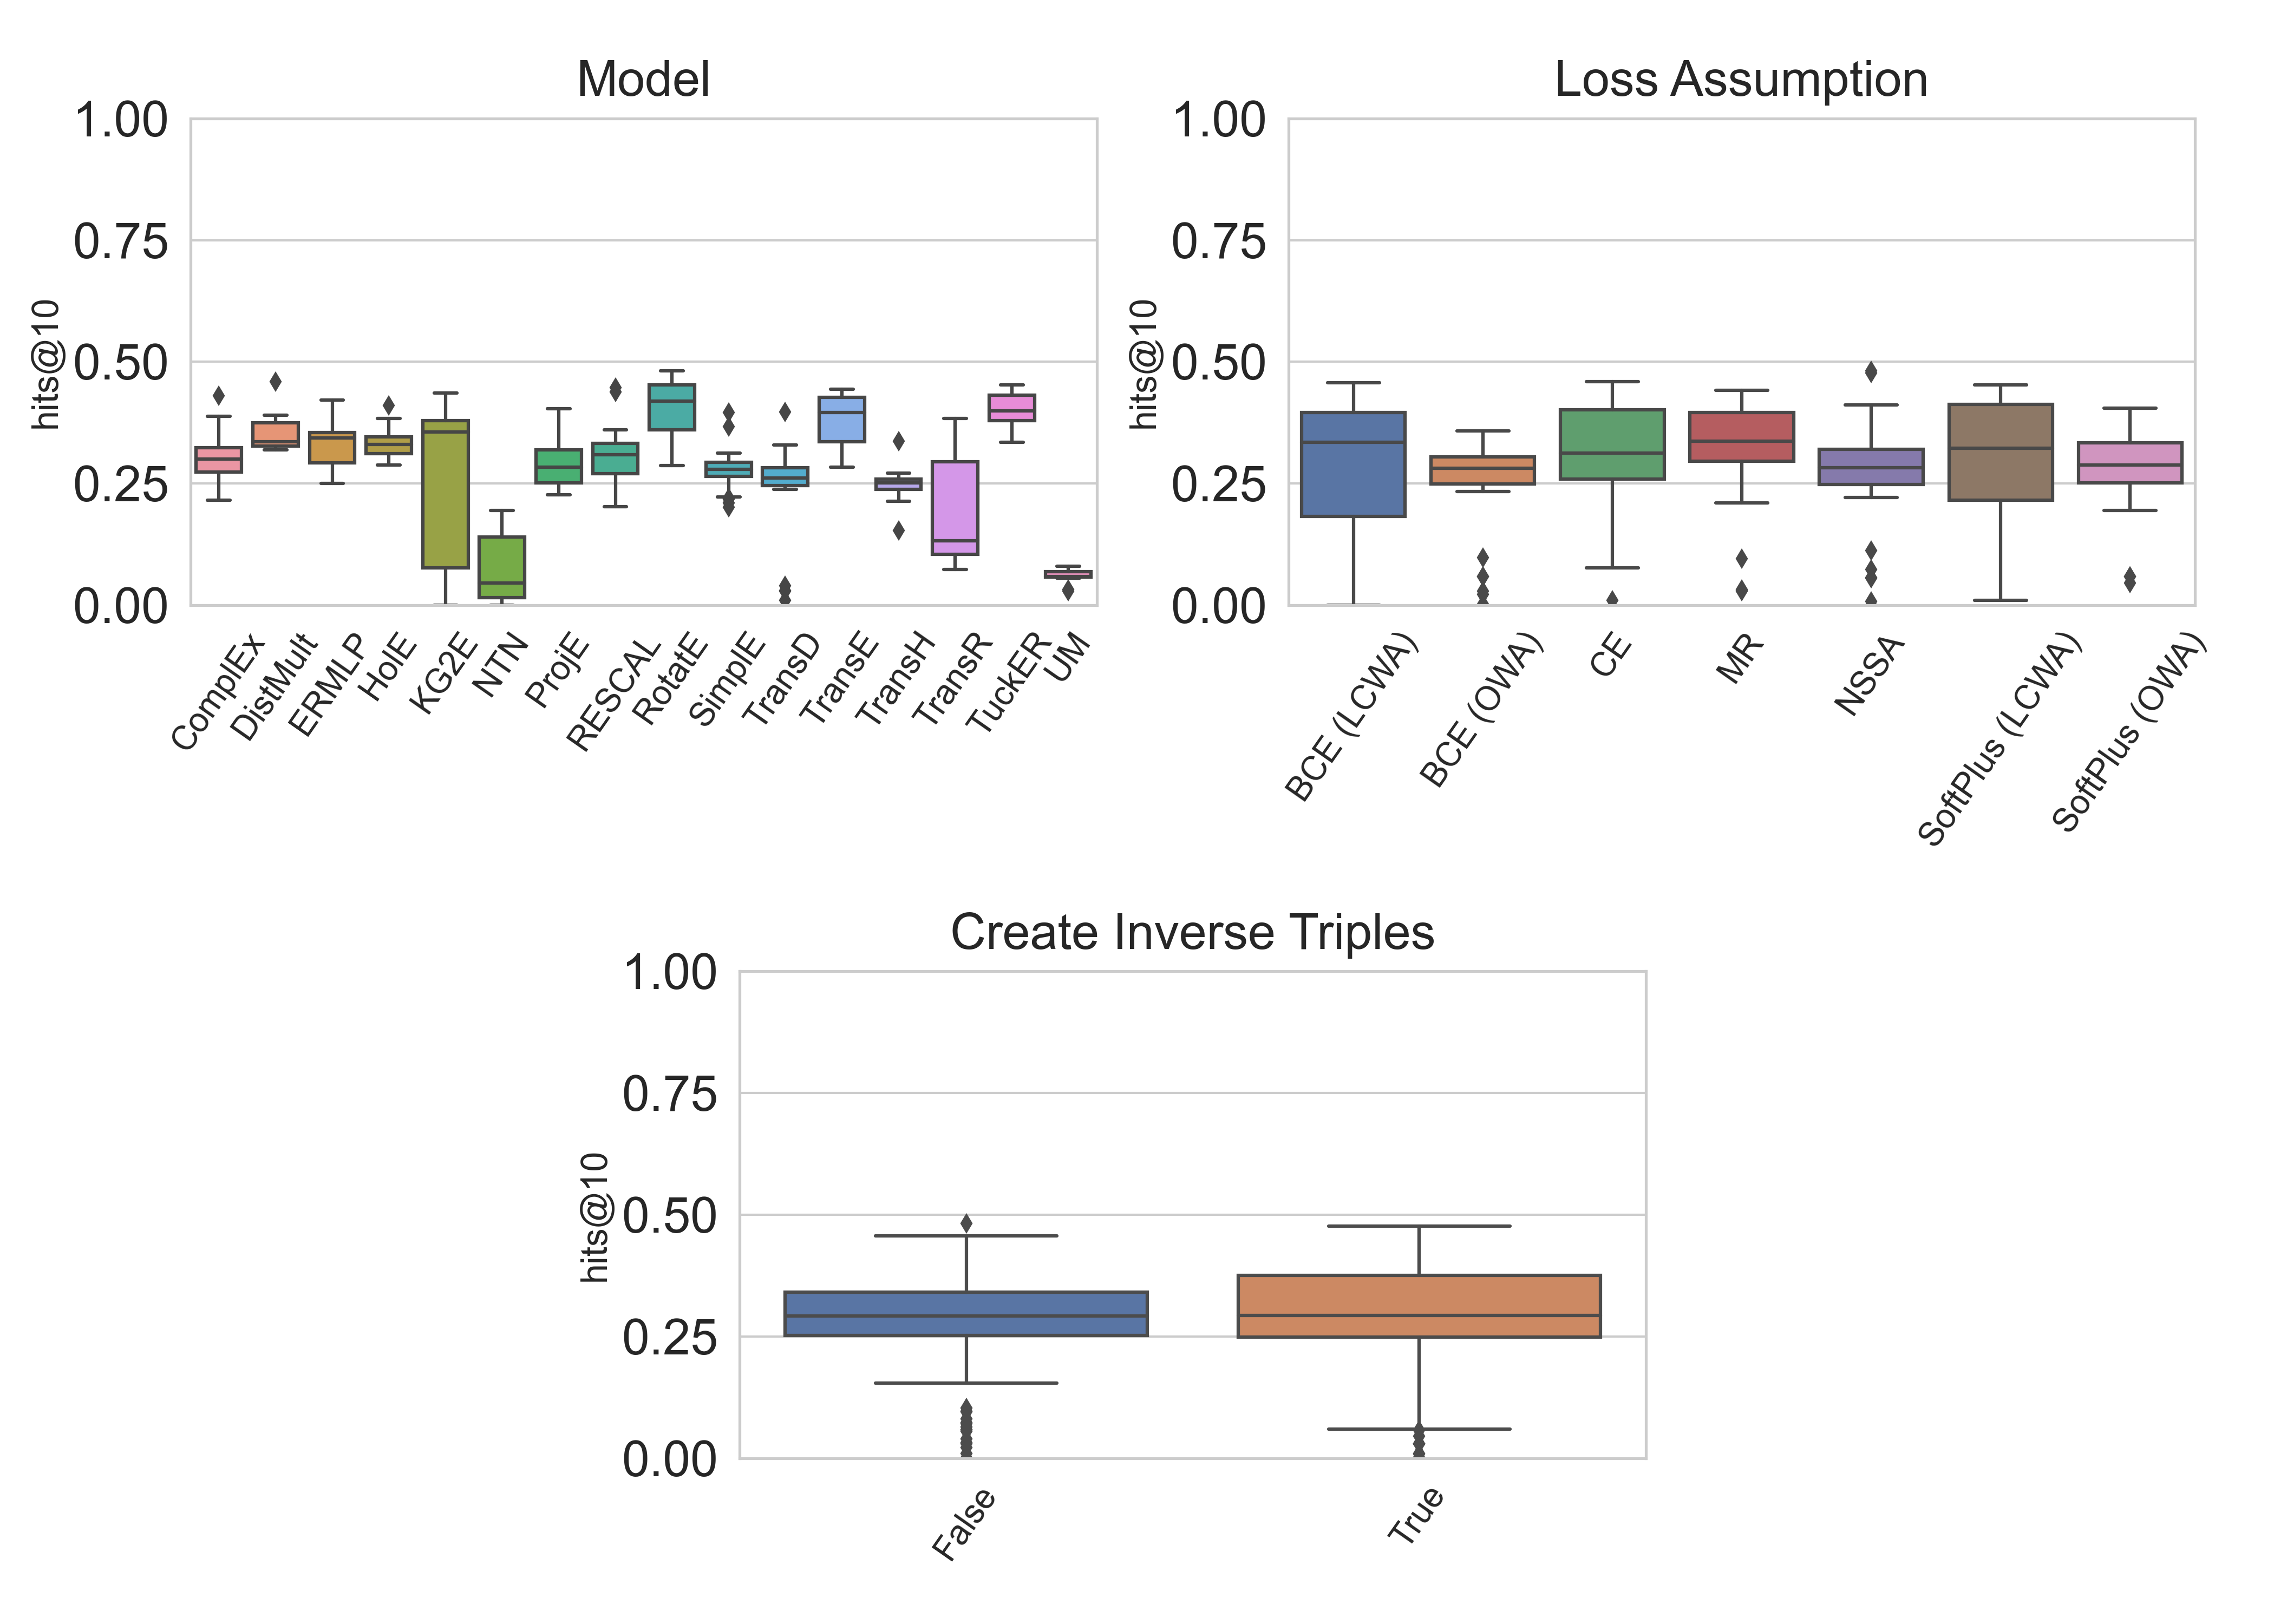 Model
1.00
0.75
0.50
0.25
0.00
hits@10
ComplEx
DistMult
ERMLP
HolE
KG2E
NTN
ProjE
RESCAL
RotatE
SimplE
TransD
TransE
TransH
TransR
TuckER
UM
Loss Assumption
1.00
0.75
0.50
0.25
0.00
hits@10
BCE (LCWA)
BCE (OWA)
CE
MR
NSSA
SoftPlus (LCWA)
SoftPlus (OWA)
Create Inverse Triples
1.00
0.75
0.50
0.25
0.00
hits@10
False
True